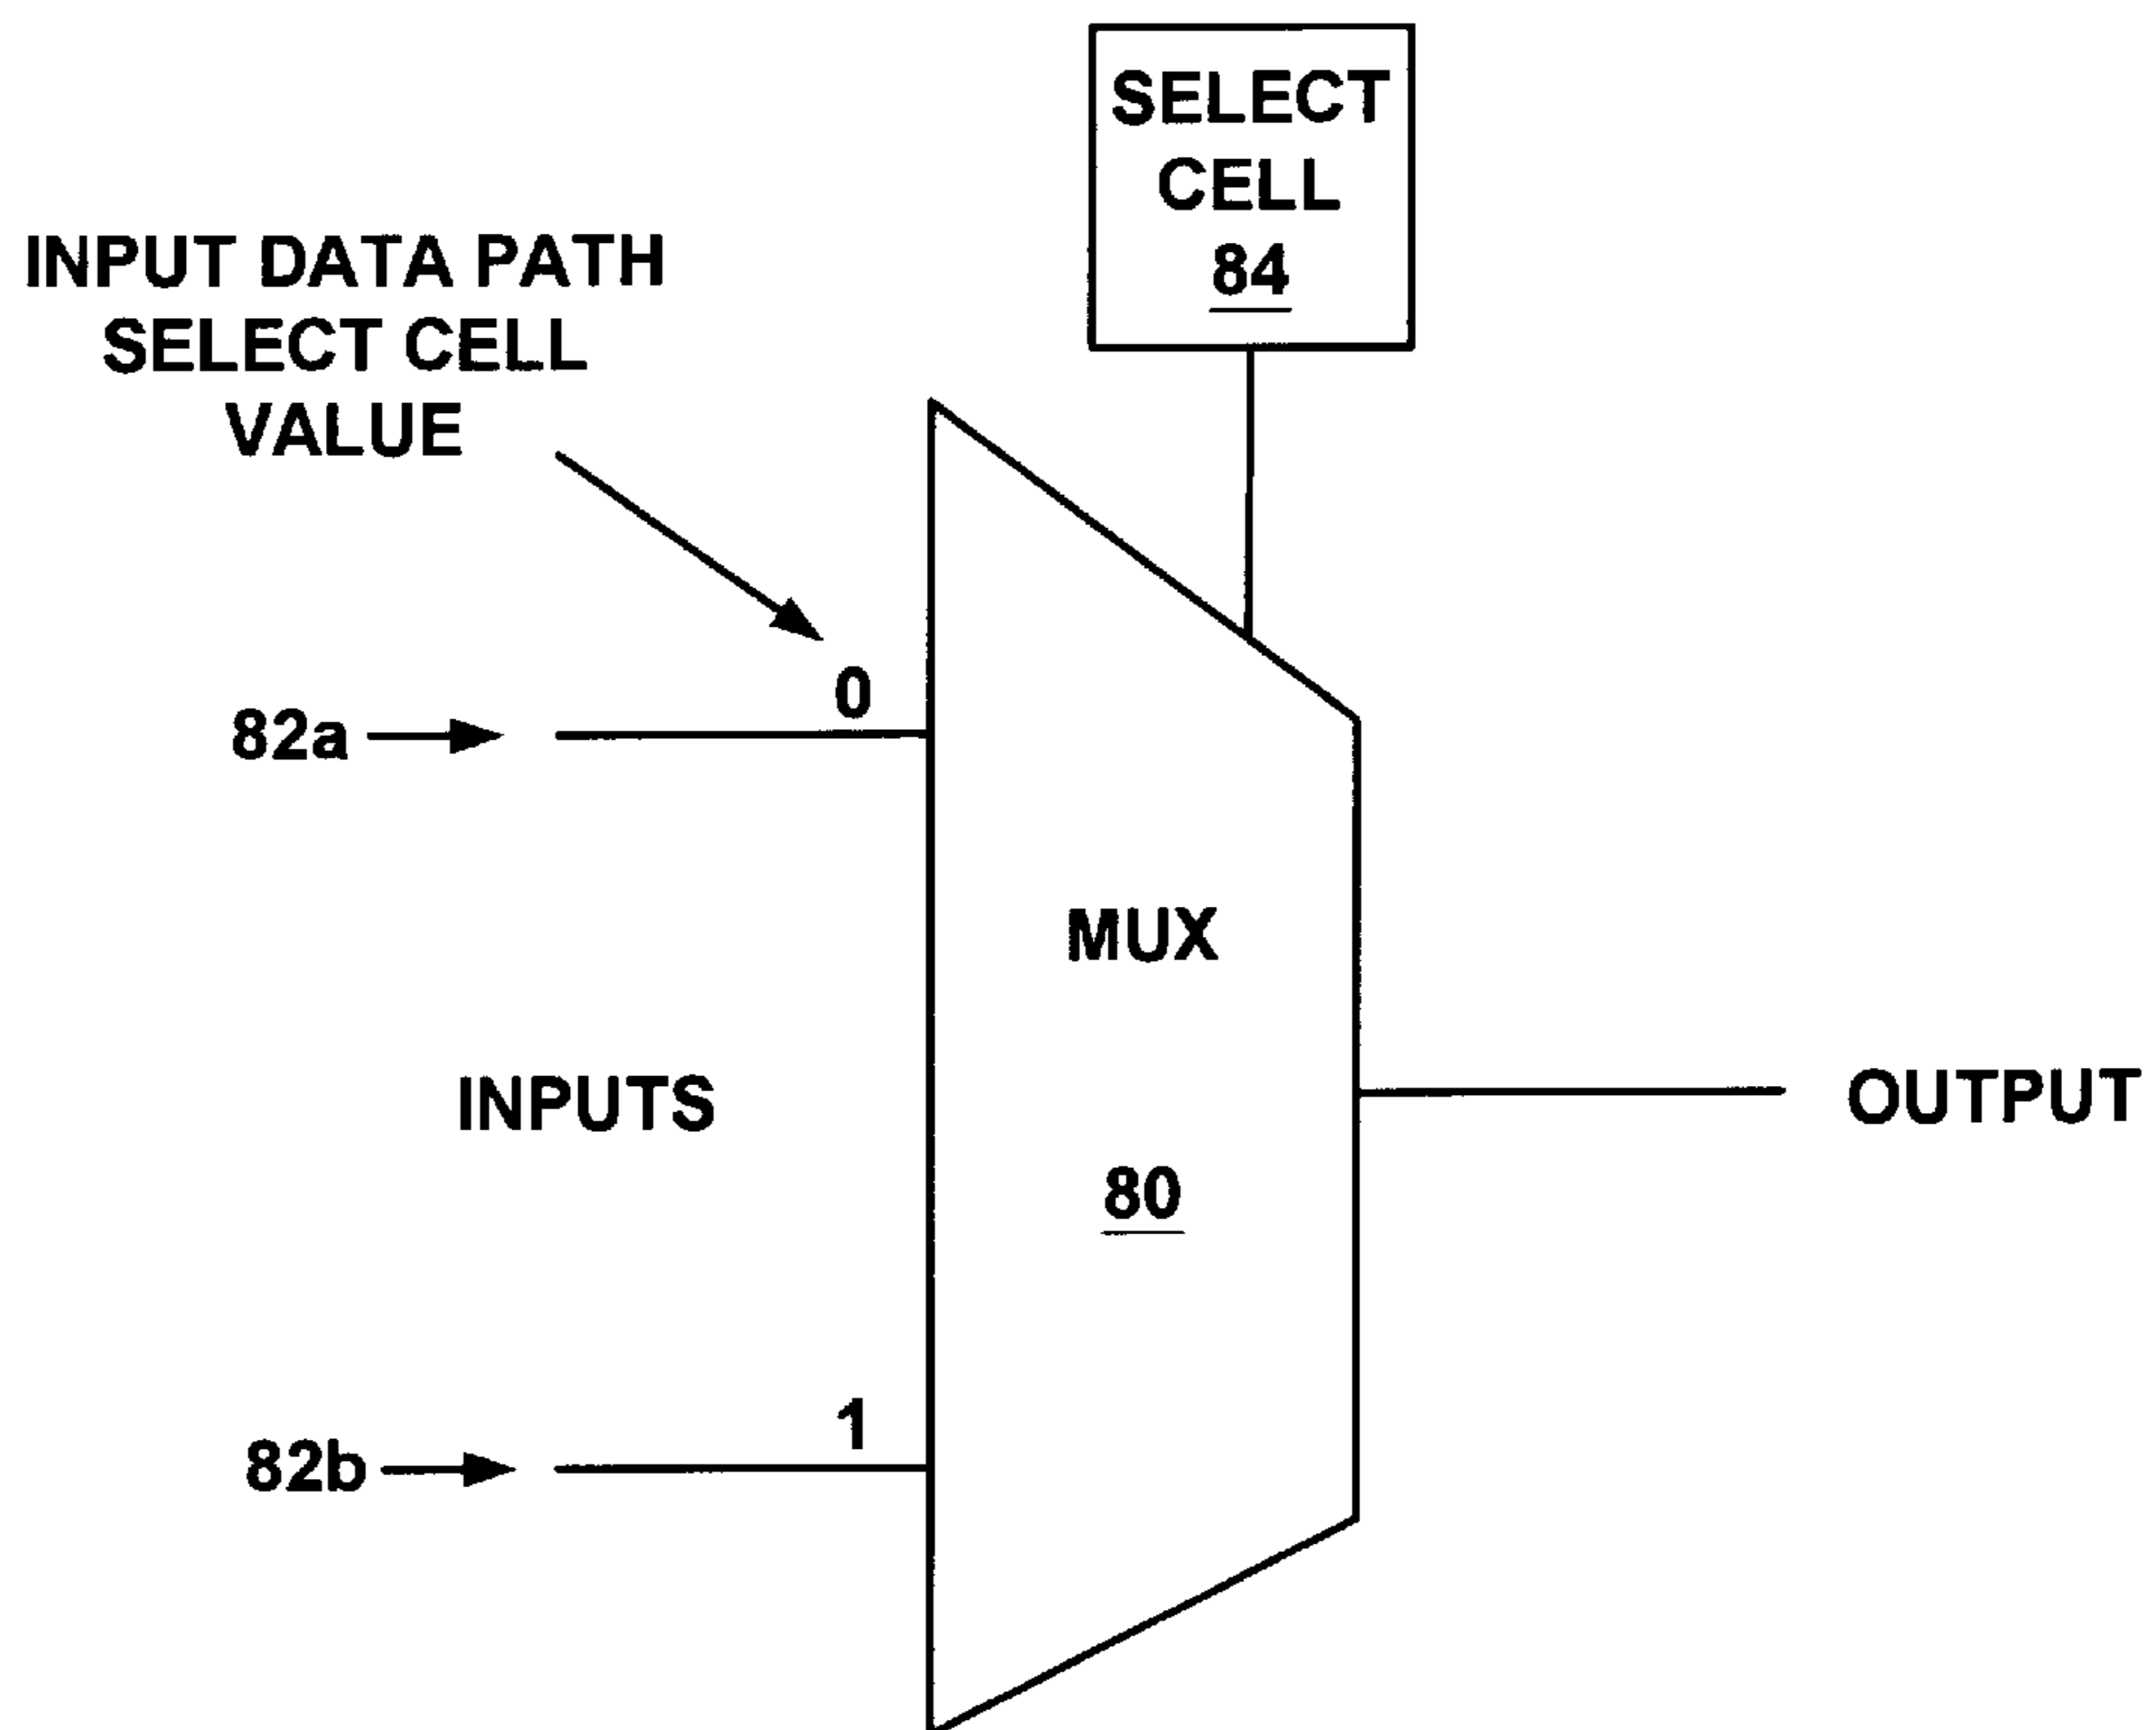 SELECT
CELL
84
INPUT DATA PATH
SELECT CELL
VALUE
0
82a
MUX
INPUTS
OUTPUT
80
1
82b